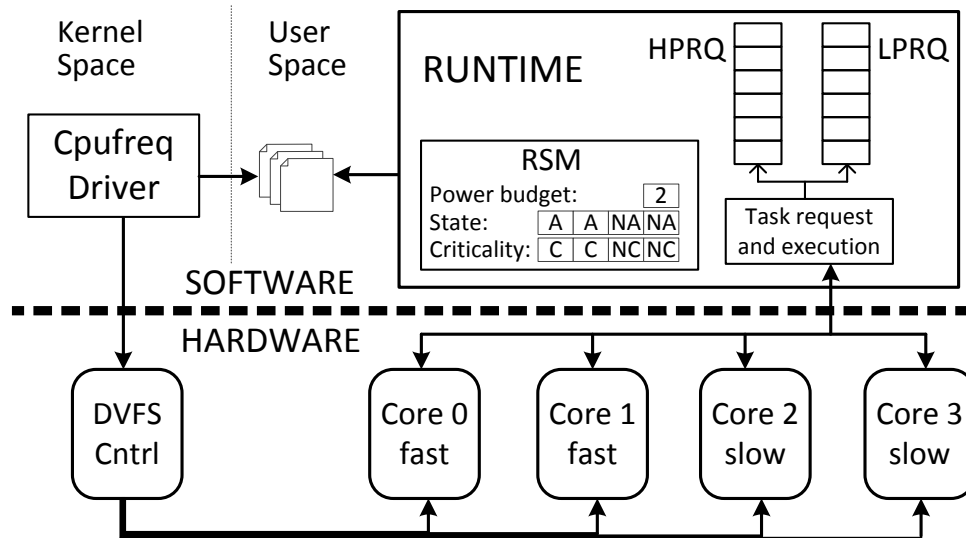 Kernel
Space
User
Space
RUNTIME
HPRQ
LPRQ
Cpufreq
Driver
RSM
Power budget: 2
State: A A NA NA
Criticality: C C NC NC
Task request
and execution
SOFTWARE
HARDWARE
DVFS
Cntrl
Core 0
fast
Core 1
fast
Core 2
slow
Core 3
slow